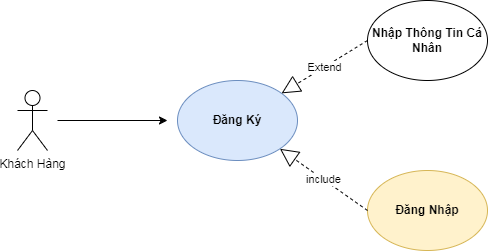 Nhập Thông Tin Cá
Nhân
Extend
Đăng Ký
Khách Hàng
include
Đăng Nhập